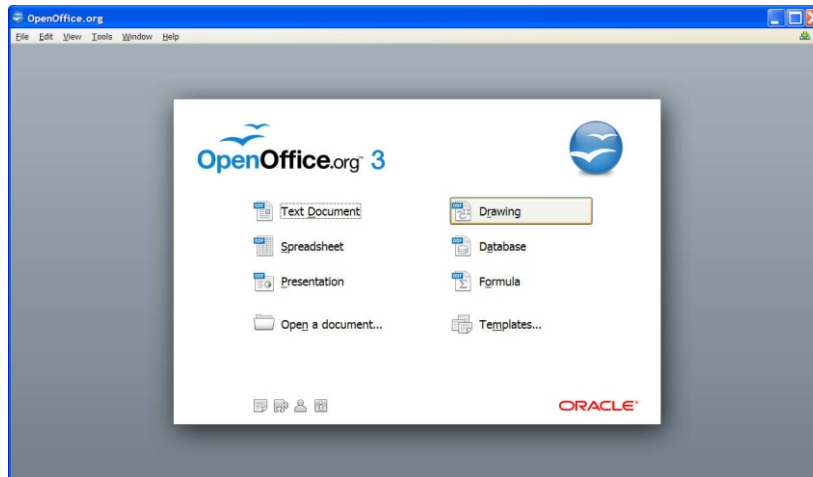 OpenOffice.org
File Edit View Tools Window Help
OpenOffice.org™ 3
Text Document
Drawing
Spreadsheet
Database
Presentation
Formula
Open a document...
Templates...
ORACLE®